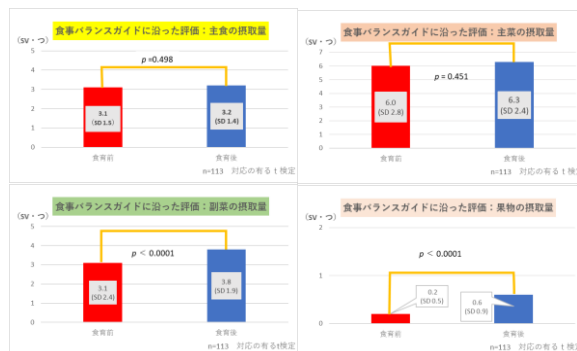 食事バランスガイドに沿った評価：主食の摂取量
（SV・つ）
5
4
3
2
1
0
p =0.498
3.1
(SD 1.5)
3.2
(SD 1.4)
食育前
食育後
n=113 対応の有るｔ検定
食事バランスガイドに沿った評価：主菜の摂取量
（SV・つ）
7
6
5
4
3
2
1
0
p = 0.451
6.0
(SD 2.8)
6.3
(SD 2.4)
食育前
食育後
n=113 対応の有るｔ検定
食事バランスガイドに沿った評価：副菜の摂取量
（SV・つ）
5
4
3
2
1
0
p ＜ 0.0001
3.1
(SD 2.4)
3.8
(SD 1.9)
食育前
食育後
n=113 対応の有るt検定
食事バランスガイドに沿った評価：果物の摂取量
（SV・つ）
2
1
0
p ＜ 0.0001
0.2
(SD 0.5)
0.6
(SD 0.9)
食育前
食育後
n=113 対応の有るｔ検定